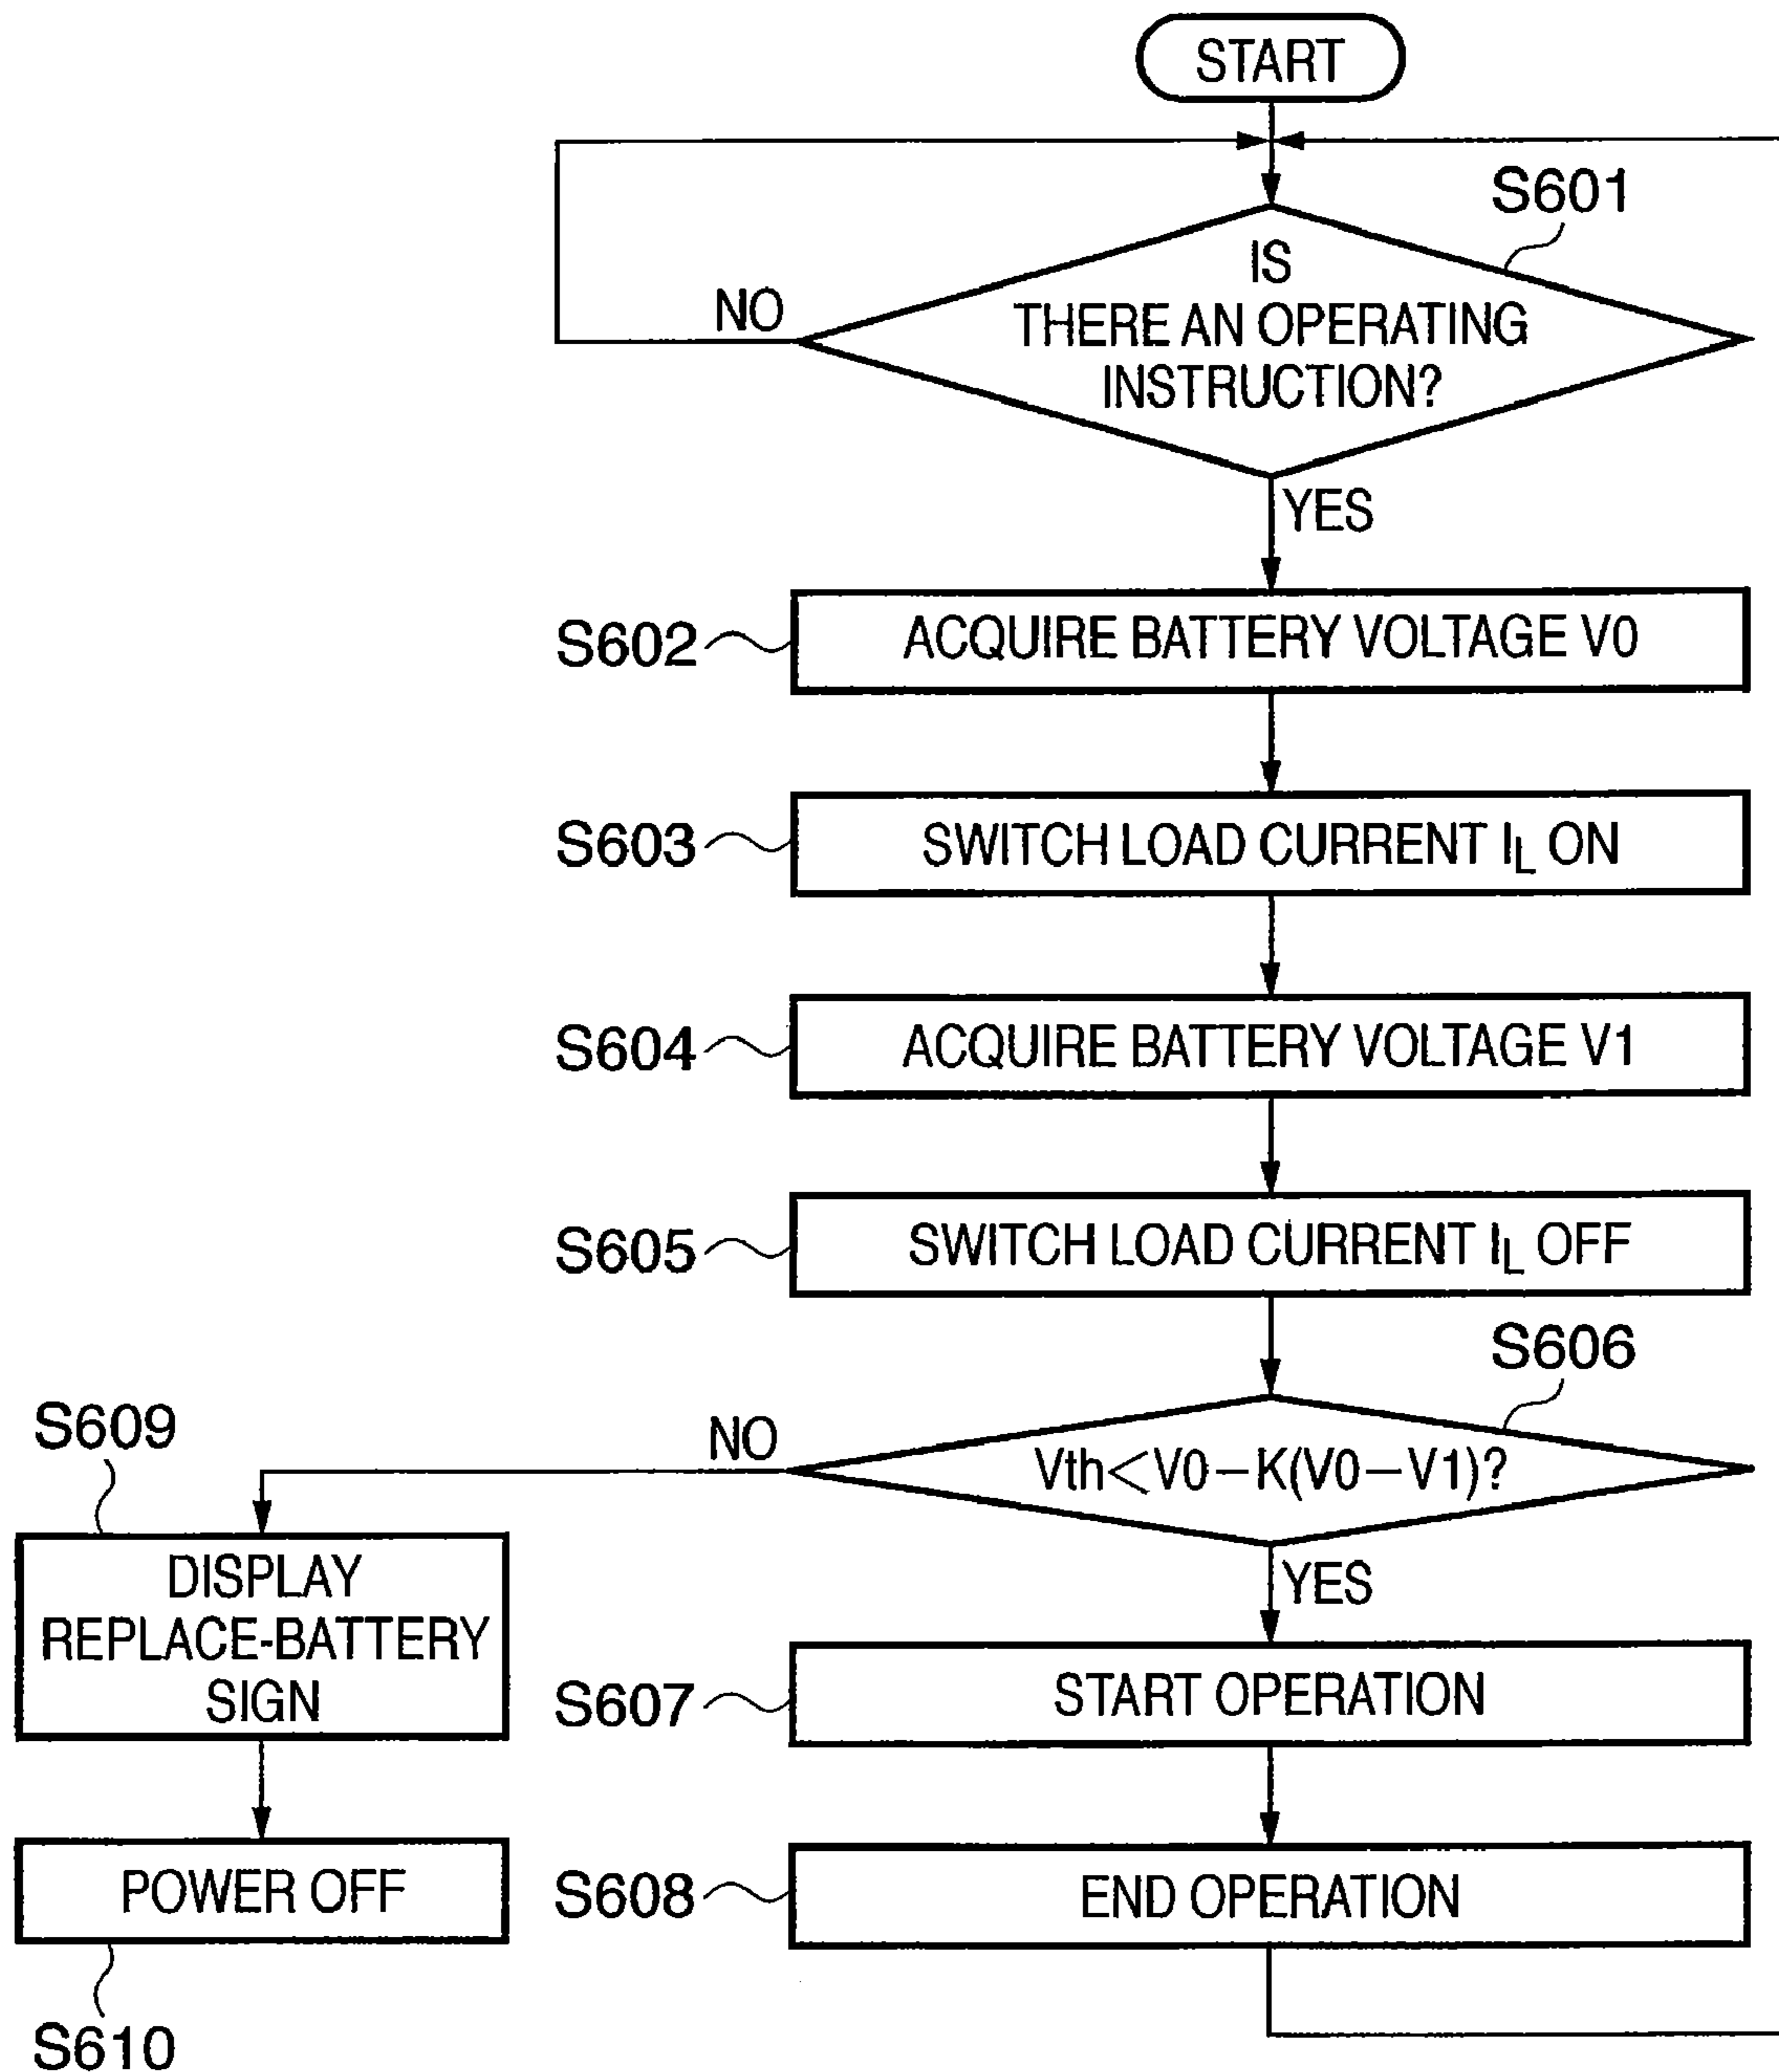 START
S601
IS
THERE AN OPERATING
INSTRUCTION?
NO
YES
S602
ACQUIRE BATTERY VOLTAGE V0
S603
SWITCH LOAD CURRENT IL ON
S604
ACQUIRE BATTERY VOLTAGE V1
S605
SWITCH LOAD CURRENT IL OFF
S606
Vth<V0−K(V0−V1)?
NO
YES
S609
DISPLAY
REPLACE-BATTERY
SIGN
S607
START OPERATION
S608
END OPERATION
POWER OFF
S610